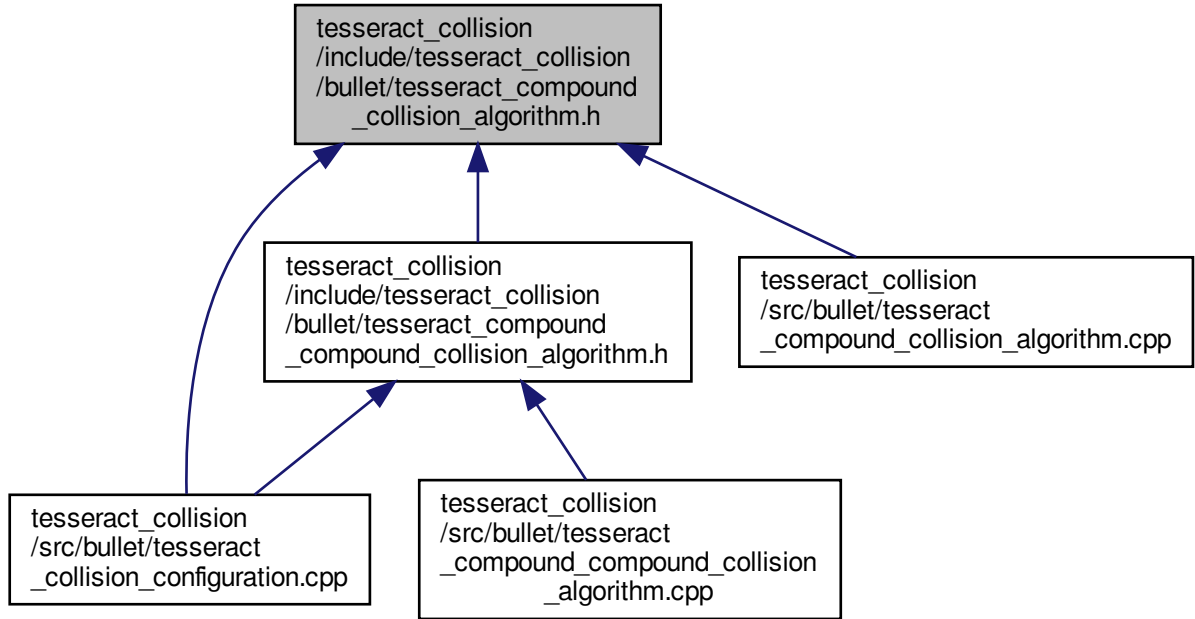 tesseract_collision
/include/tesseract_collision
/bullet/tesseract_compound
_collision_algorithm.h
tesseract_collision
/include/tesseract_collision
/bullet/tesseract_compound
_compound_collision_algorithm.h
tesseract_collision
/src/bullet/tesseract
_compound_collision_algorithm.cpp
tesseract_collision
/src/bullet/tesseract
_collision_configuration.cpp
tesseract_collision
/src/bullet/tesseract
_compound_compound_collision
_algorithm.cpp